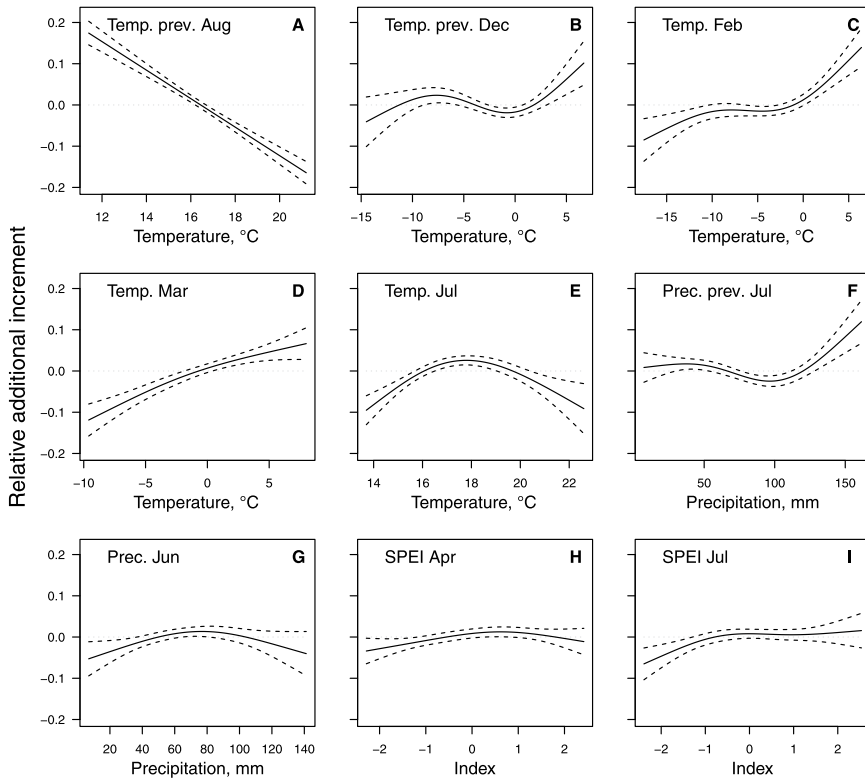 Relative additional increment
Temp. prev. Aug A
0.2
0.1
0.0
−0.1
−0.2
12 14 16 18 20
Temperature, °C
Temp. prev. Dec B
−15 −10 −5 0 5
Temperature, °C
Temp. Feb C
−15 −10 −5 0 5
Temperature, °C
Temp. Mar D
0.2
0.1
0.0
−0.1
−0.2
−10 −5 0 5
Temperature, °C
Temp. Jul E
14 16 18 20 22
Temperature, °C
Prec. prev. Jul F
50 100 150
Precipitation, mm
Prec. Jun G
0.2
0.1
0.0
−0.1
−0.2
20 40 60 80 100 120 140
Precipitation, mm
SPEI Apr H
−2 −1 0 1 2
Index
SPEI Jul I
−2 −1 0 1 2
Index